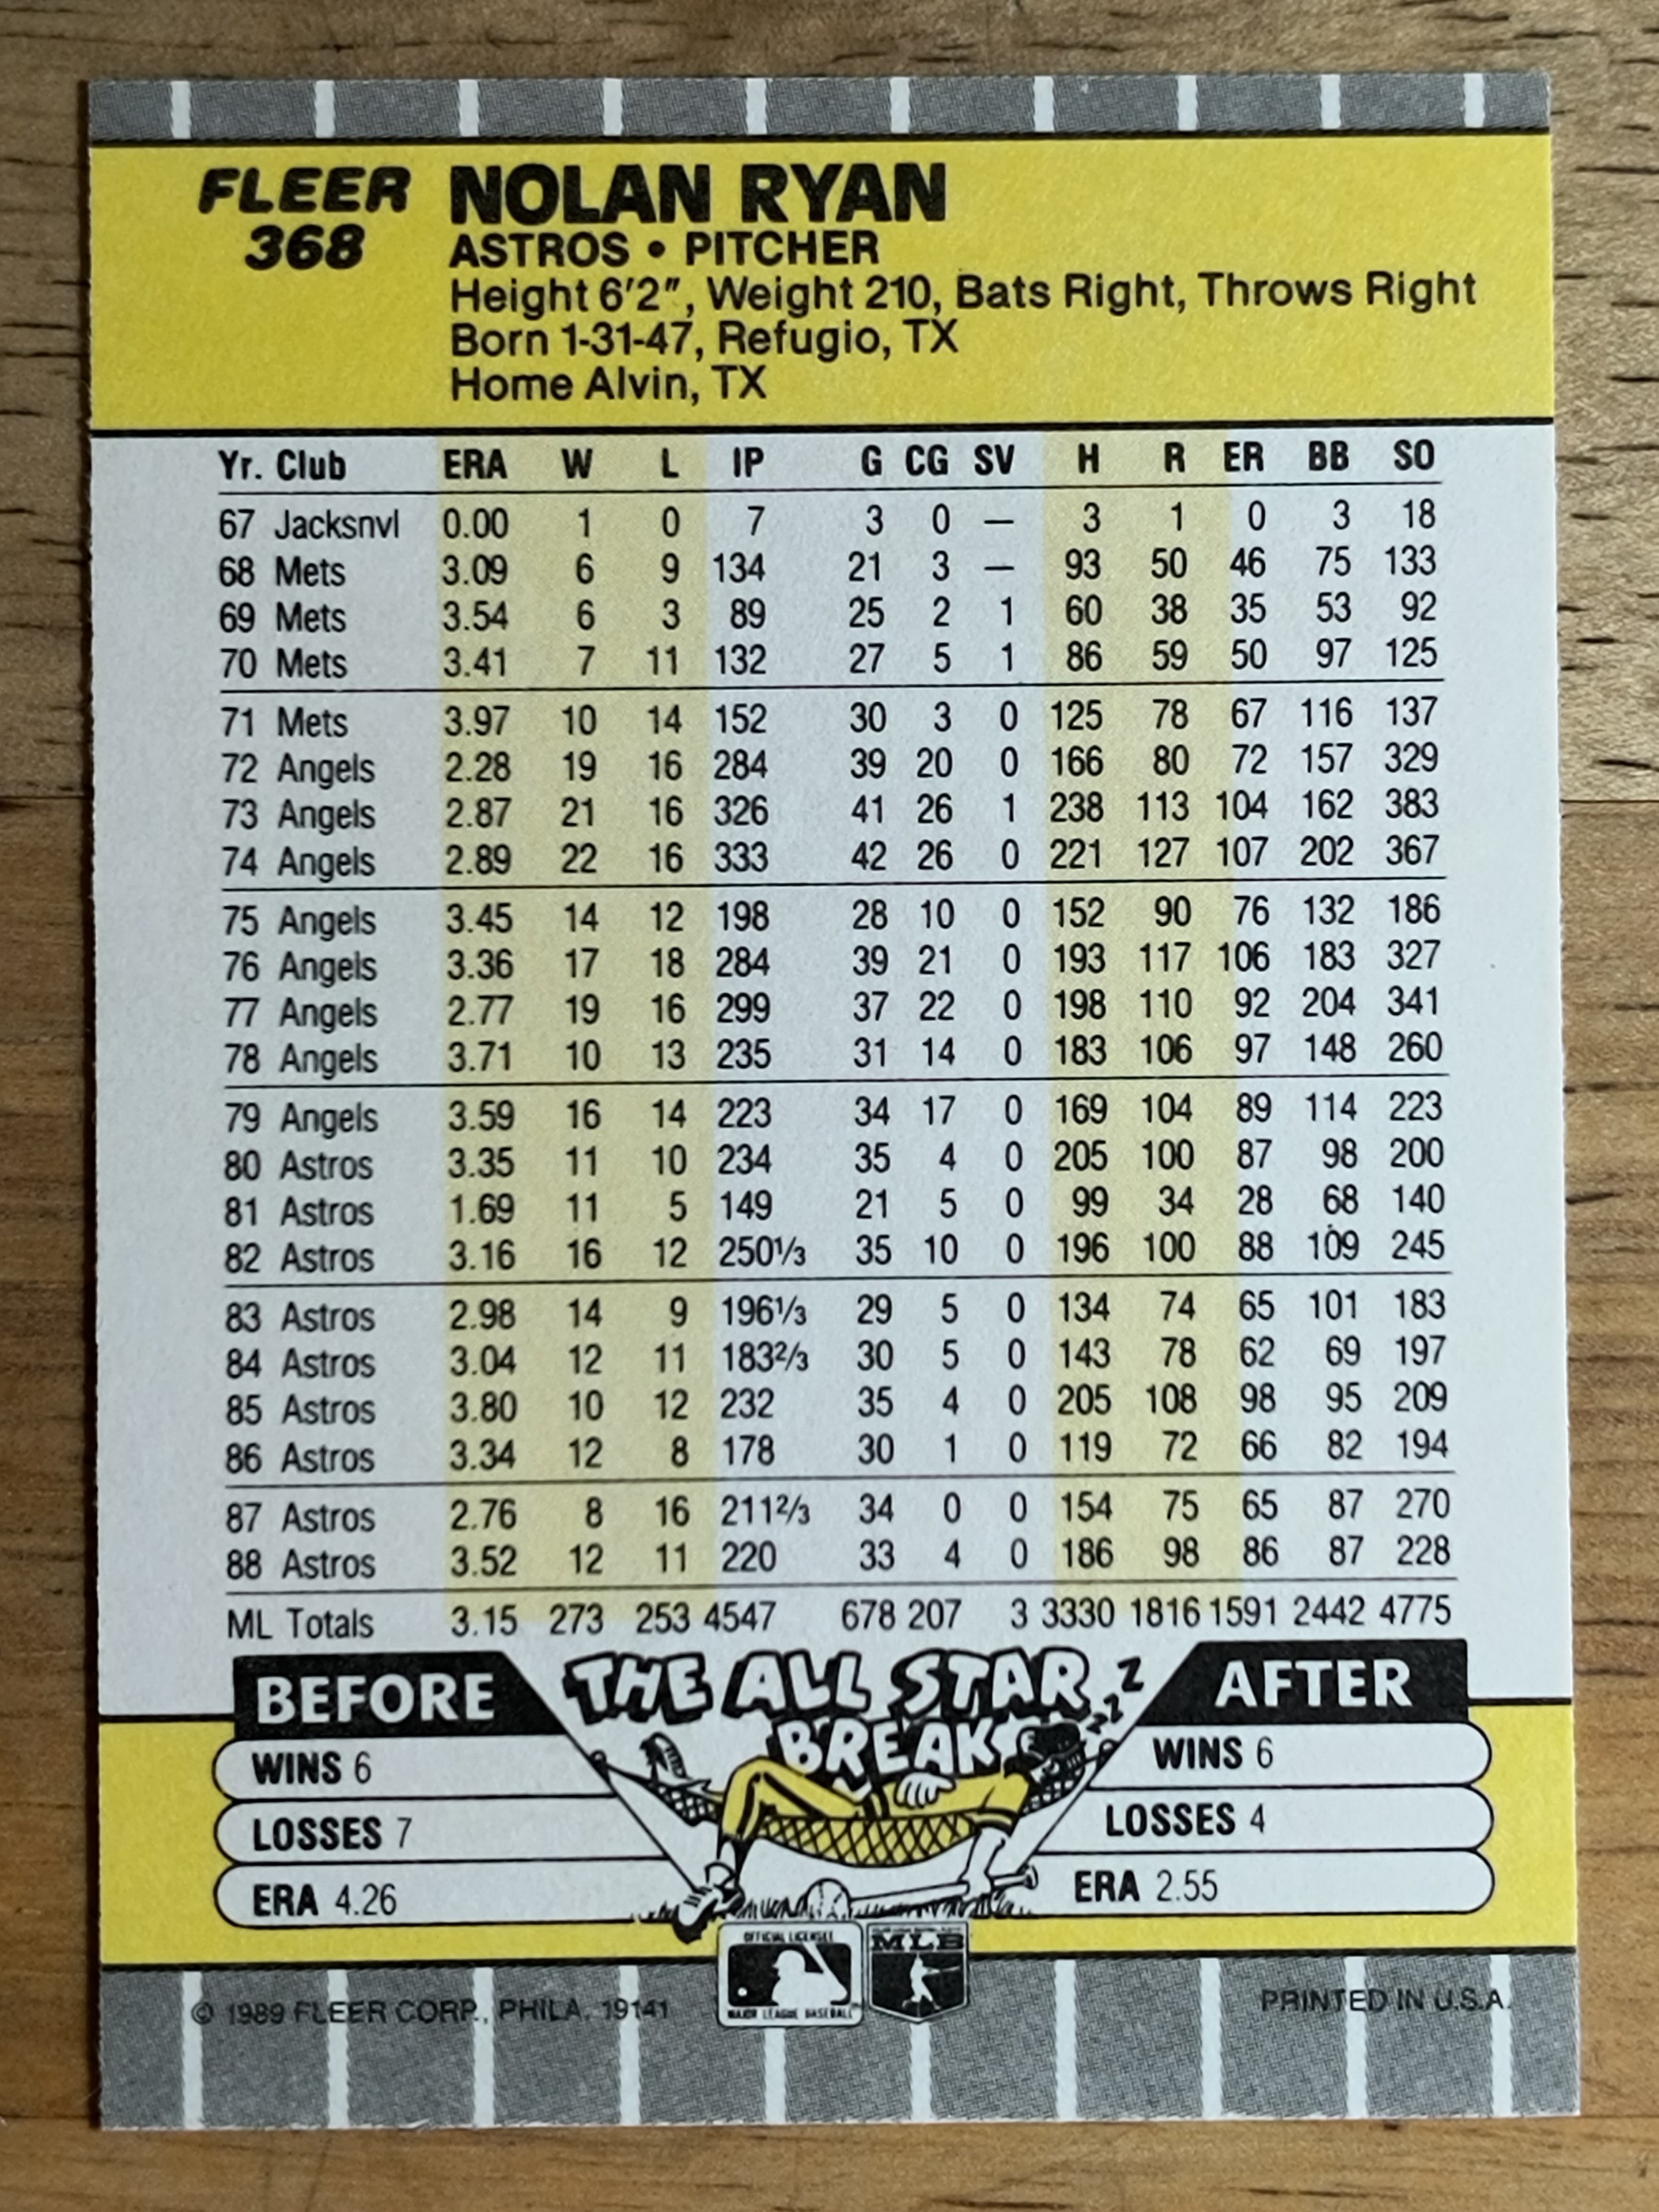 FLEER NOLAN RYAN
368 ASTROS • PITCHER
Height 6'2", Weight 210, Bats Right, Throws Right
Born 1-31-47, Refugio, TX
Home Alvin, TX
Yr. Club ERA W L IP G CG SV H R ER BB SO
67 Jacksnvl 0.00 1 0 7 3 0 — 3 1 0 3 18
68 Mets 3.09 6 9 134 21 3 — 93 50 46 75 133
69 Mets 3.54 6 3 89 25 2 1 60 38 35 53 92
70 Mets 3.41 7 11 132 27 5 1 86 59 50 97 125
71 Mets 3.97 10 14 152 30 3 0 125 78 67 116 137
72 Angels 2.28 19 16 284 39 20 0 166 80 72 157 329
73 Angels 2.87 21 16 326 41 26 1 238 113 104 162 383
74 Angels 2.89 22 16 333 42 26 0 221 127 107 202 367
75 Angels 3.45 14 12 198 28 10 0 152 90 76 132 186
76 Angels 3.36 17 18 284 39 21 0 193 117 106 183 327
77 Angels 2.77 19 16 299 37 22 0 198 110 92 204 341
78 Angels 3.71 10 13 235 31 14 0 183 106 97 148 260
79 Angels 3.59 16 14 223 34 17 0 169 104 89 114 223
80 Astros 3.35 11 10 234 35 4 0 205 100 87 98 200
81 Astros 1.69 11 5 149 21 5 0 99 34 28 68 140
82 Astros 3.16 16 12 250⅓ 35 10 0 196 100 88 109 245
83 Astros 2.98 14 9 196⅓ 29 5 0 134 74 65 101 183
84 Astros 3.04 12 11 183⅔ 30 5 0 143 78 62 69 197
85 Astros 3.80 10 12 232 35 4 0 205 108 98 95 209
86 Astros 3.34 12 8 178 30 1 0 119 72 66 82 194
87 Astros 2.76 8 16 211⅔ 34 0 0 154 75 65 87 270
88 Astros 3.52 12 11 220 33 4 0 186 98 86 87 228
ML Totals 3.15 273 253 4547 678 207 3 3330 1816 1591 2442 4775
BEFORE THE ALL STAR BREAK zzzZ AFTER
WINS 6 WINS 6
LOSSES 7 LOSSES 4
ERA 4.26 ERA 2.55
OFFICIAL LICENSEE MLB
MAJOR LEAGUE BASEBALL
© 1989 FLEER CORP., PHILA. 19141 PRINTED IN U.S.A.